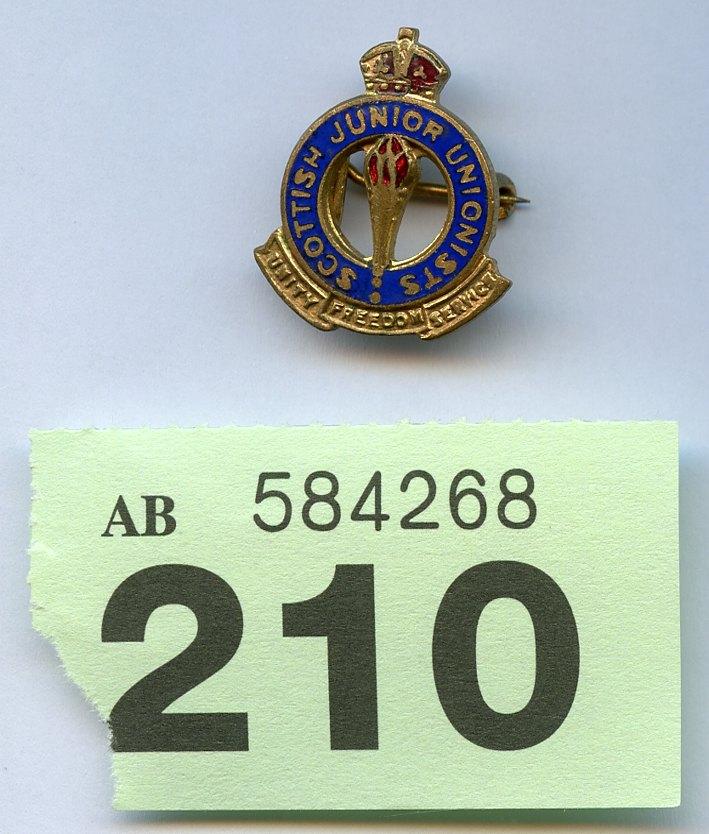 SCOTTISH JUNIOR UNIONISTS
UNITY FREEDOM SERVICE
AB 584268
210